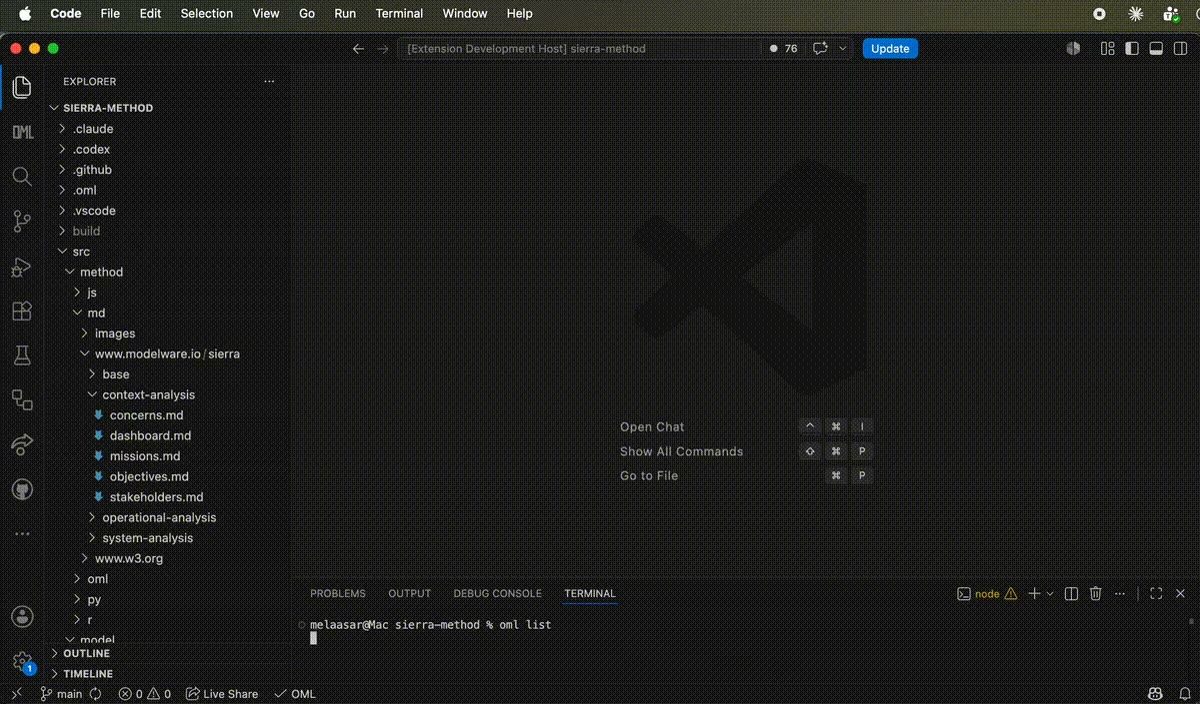 Code File Edit Selection View Go Run Terminal Window Help
[Extension Development Host] sierra-method
76
Update
EXPLORER
SIERRA-METHOD
.claude
.codex
.github
.oml
.vscode
build
src
method
js
md
images
www.modelware.io / sierra
base
context-analysis
concerns.md
dashboard.md
missions.md
objectives.md
stakeholders.md
operational-analysis
system-analysis
www.w3.org
oml
py
r
model
OUTLINE
TIMELINE
OML
Open Chat ^ ⌘ I
Show All Commands ⇧ ⌘ P
Go to File ⌘ P
PROBLEMS OUTPUT DEBUG CONSOLE TERMINAL
node
melaasar@Mac sierra-method % oml list
1
main 0 0 Live Share OML